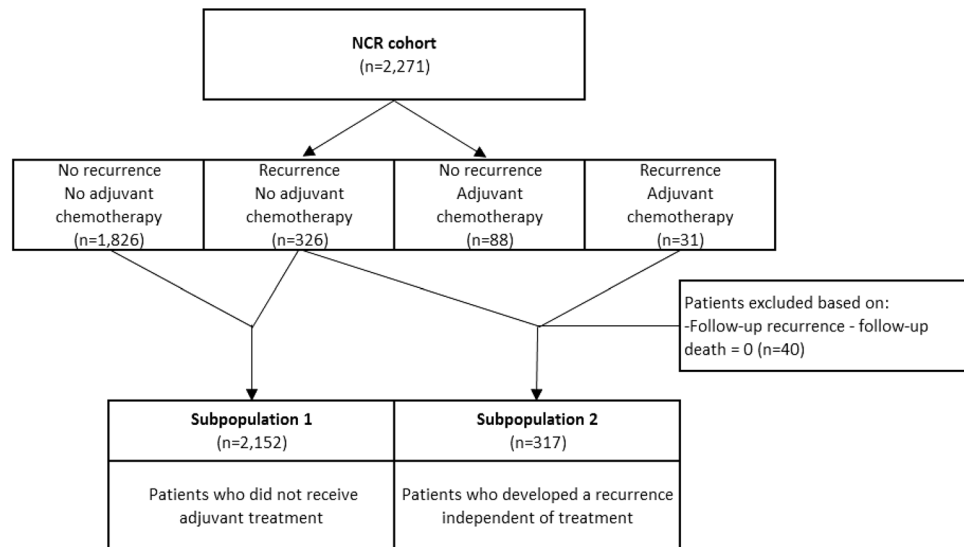 NCR cohort
(n=2,271)
No recurrence
No adjuvant
chemotherapy
(n=1,826)
Recurrence
No adjuvant
chemotherapy
(n=326)
No recurrence
Adjuvant
chemotherapy
(n=88)
Recurrence
Adjuvant
chemotherapy
(n=31)
Patients excluded based on:
-Follow-up recurrence - follow-up
death = 0 (n=40)
Subpopulation 1
(n=2,152)
Subpopulation 2
(n=317)
Patients who did not receive
adjuvant treatment
Patients who developed a recurrence
independent of treatment